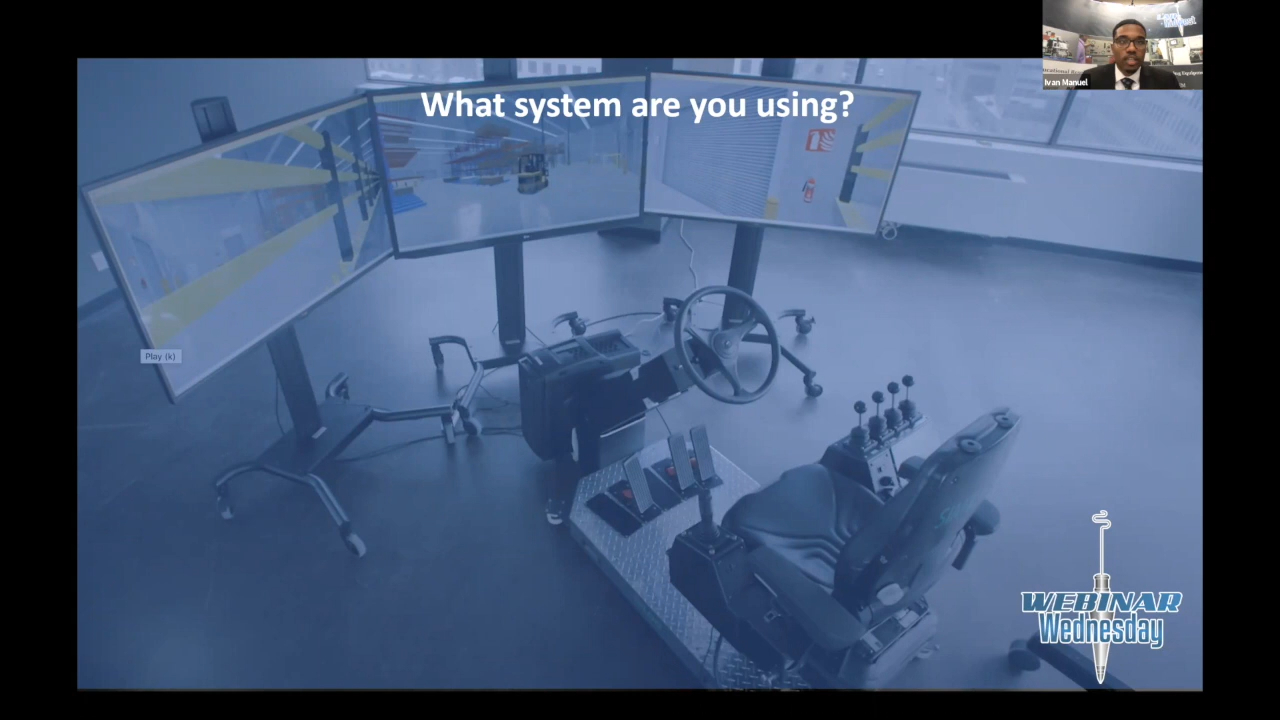 What system are you using?
Ivan Manuel
Play (k)
WEBINAR
Wednesday